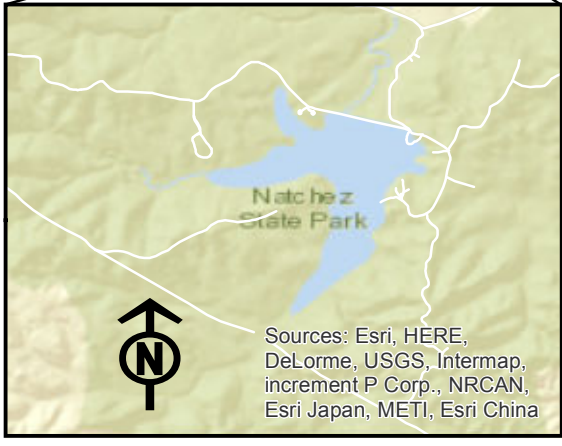 Natchez
State Park
N
Sources: Esri, HERE,
DeLorme, USGS, Intermap,
increment P Corp., NRCAN,
Esri Japan, METI, Esri China